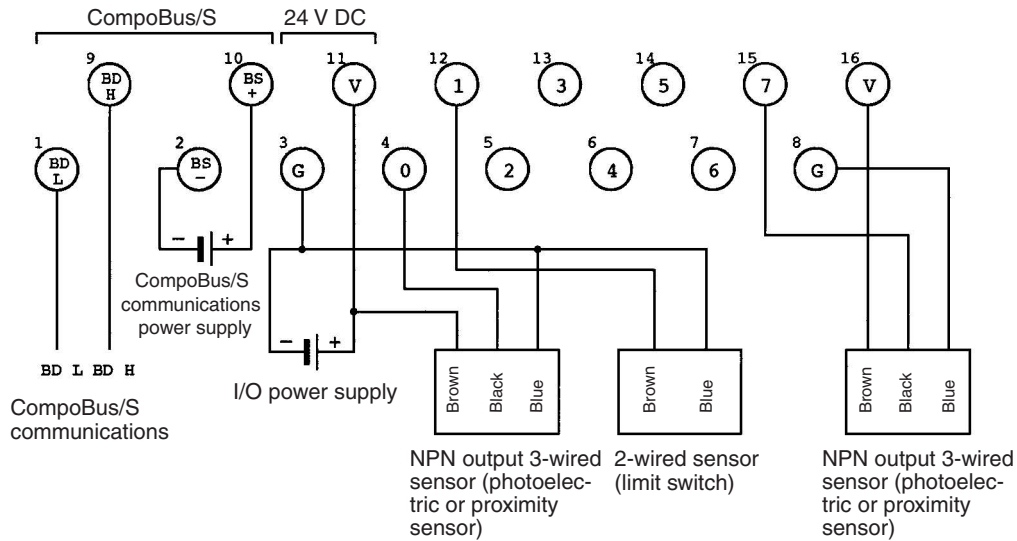 CompoBus/S 24 V DC
9 10 11 12 13 14 15 16
BD H BS + V 1 3 5 7 V
1 2 3 4 5 6 7 8
BD L BS – G 0 2 4 6 G
– +
CompoBus/S
communications
power supply
– +
I/O power supply
BD L BD H
CompoBus/S
communications
Brown Black Blue
Brown Blue
Brown Black Blue
NPN output 3-wired
sensor (photoelec-
tric or proximity
sensor)
2-wired sensor
(limit switch)
NPN output 3-wired
sensor (photoelec-
tric or proximity
sensor)